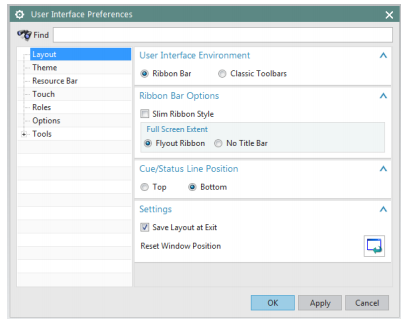 User Interface Preferences
Find
Layout
Theme
Resource Bar
Touch
Roles
Options
Tools
User Interface Environment
Ribbon Bar Classic Toolbars
Ribbon Bar Options
Slim Ribbon Style
Full Screen Extent
Flyout Ribbon No Title Bar
Cue/Status Line Position
Top Bottom
Settings
Save Layout at Exit
Reset Window Position
OK Apply Cancel